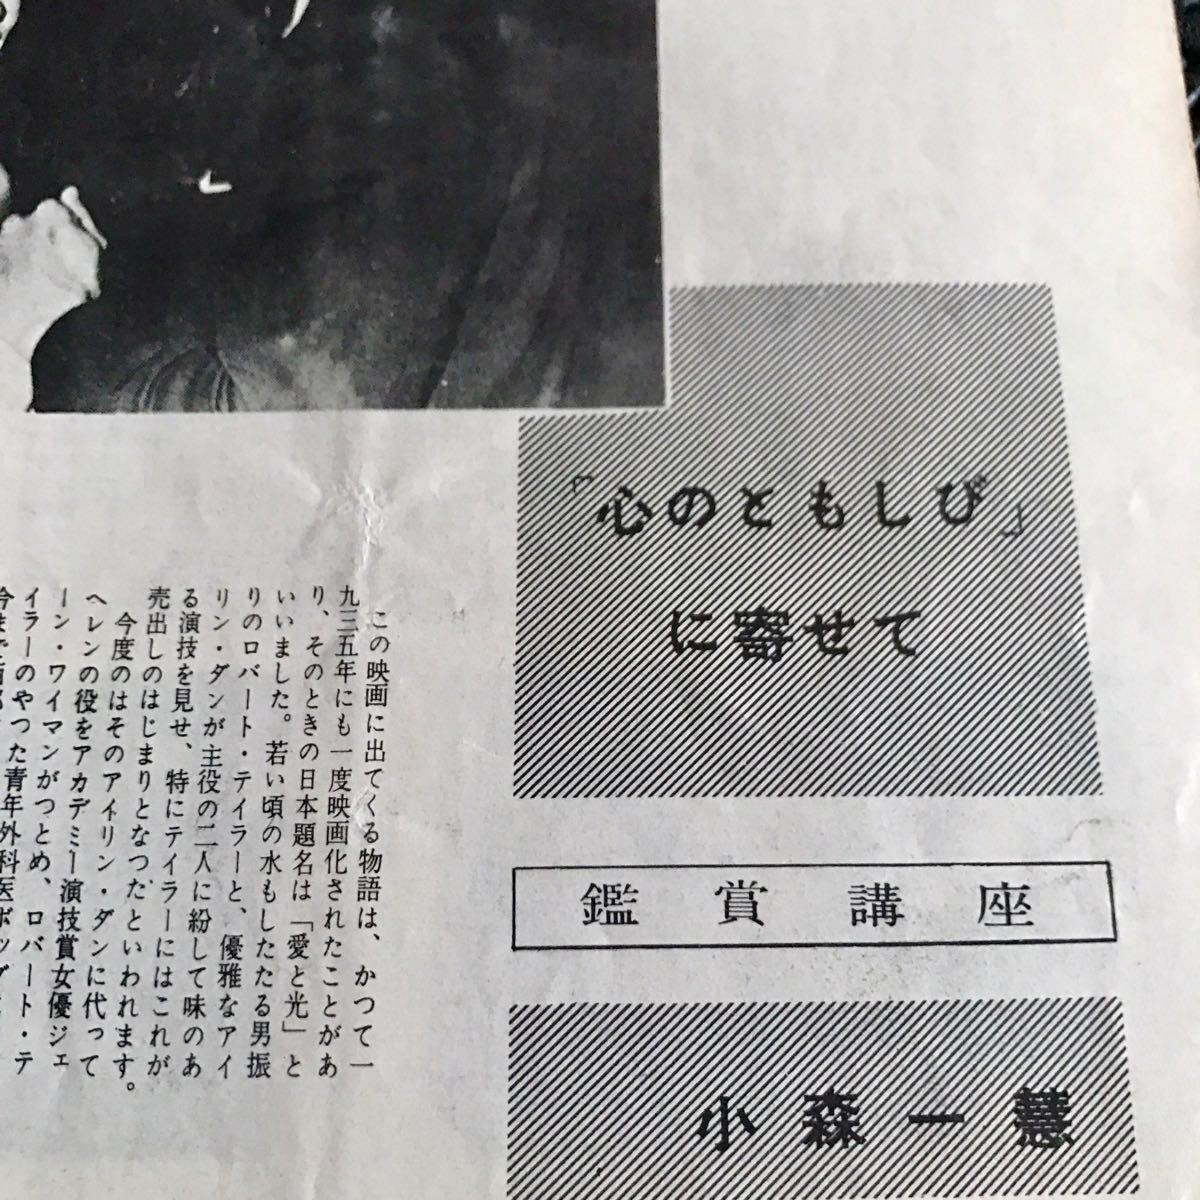 「心のともしび」
に寄せて
鑑賞講座
小森一慧
この映画に出てくる物語は、かつて一
九三五年にも一度映画化されたことがあ
り、そのときの日本題名は「愛と光」と
いいました。若い頃の水もしたたる男振
りのロバート・テイラーと、優雅なアイ
リン・ダンが主役の二人に紛して味のあ
る演技を見せ、特にテイラーにはこれが
売出しのはじまりとなつたといわれます。
今度のはそのアイリン・ダンに代って
ヘレンの役をアカデミー演技賞女優ジェ
ーン・ワイマンがつとめ、ロバート・テ
イラーのやつた青年外科医ボッブ
今まで